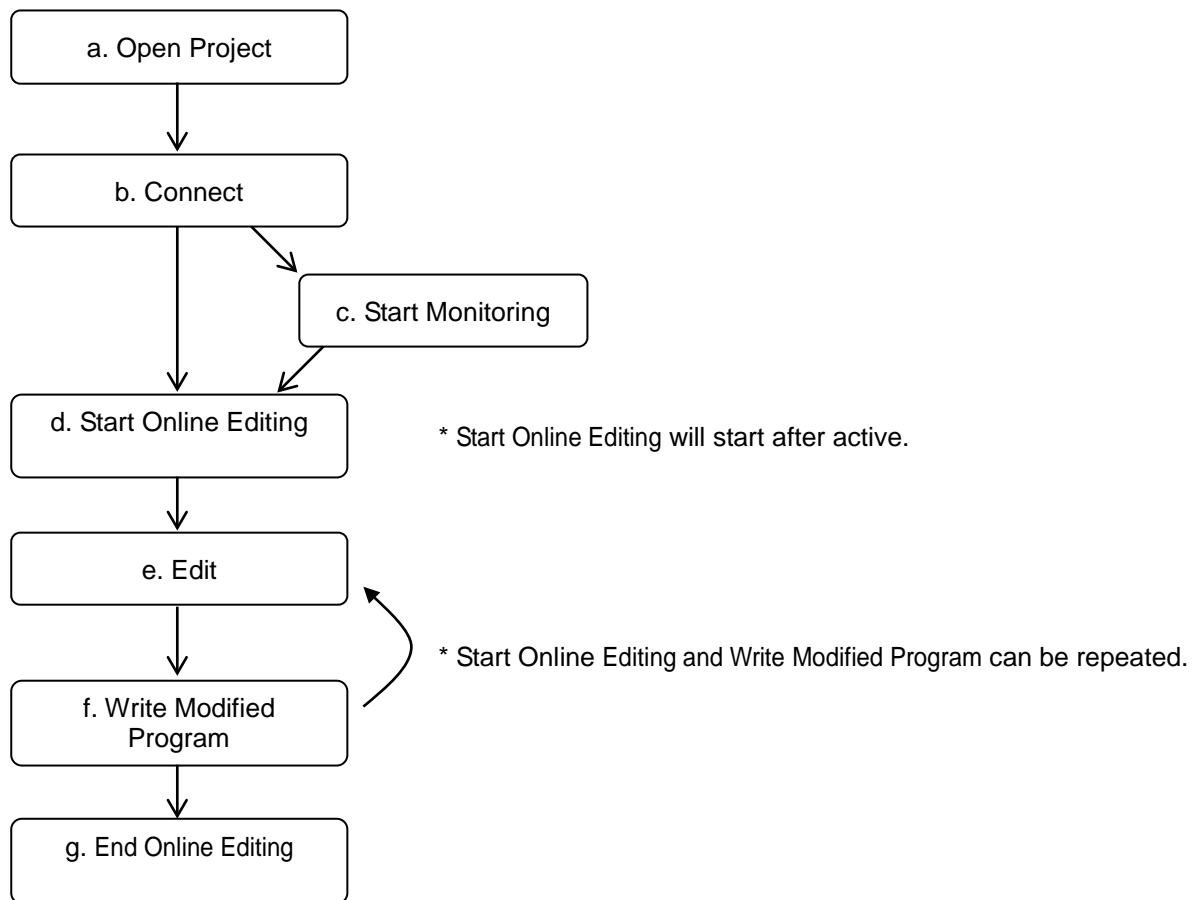 a. Open Project
b. Connect
c. Start Monitoring
d. Start Online Editing
* Start Online Editing will start after active.
e. Edit
* Start Online Editing and Write Modified Program can be repeated.
f. Write Modified
Program
g. End Online Editing